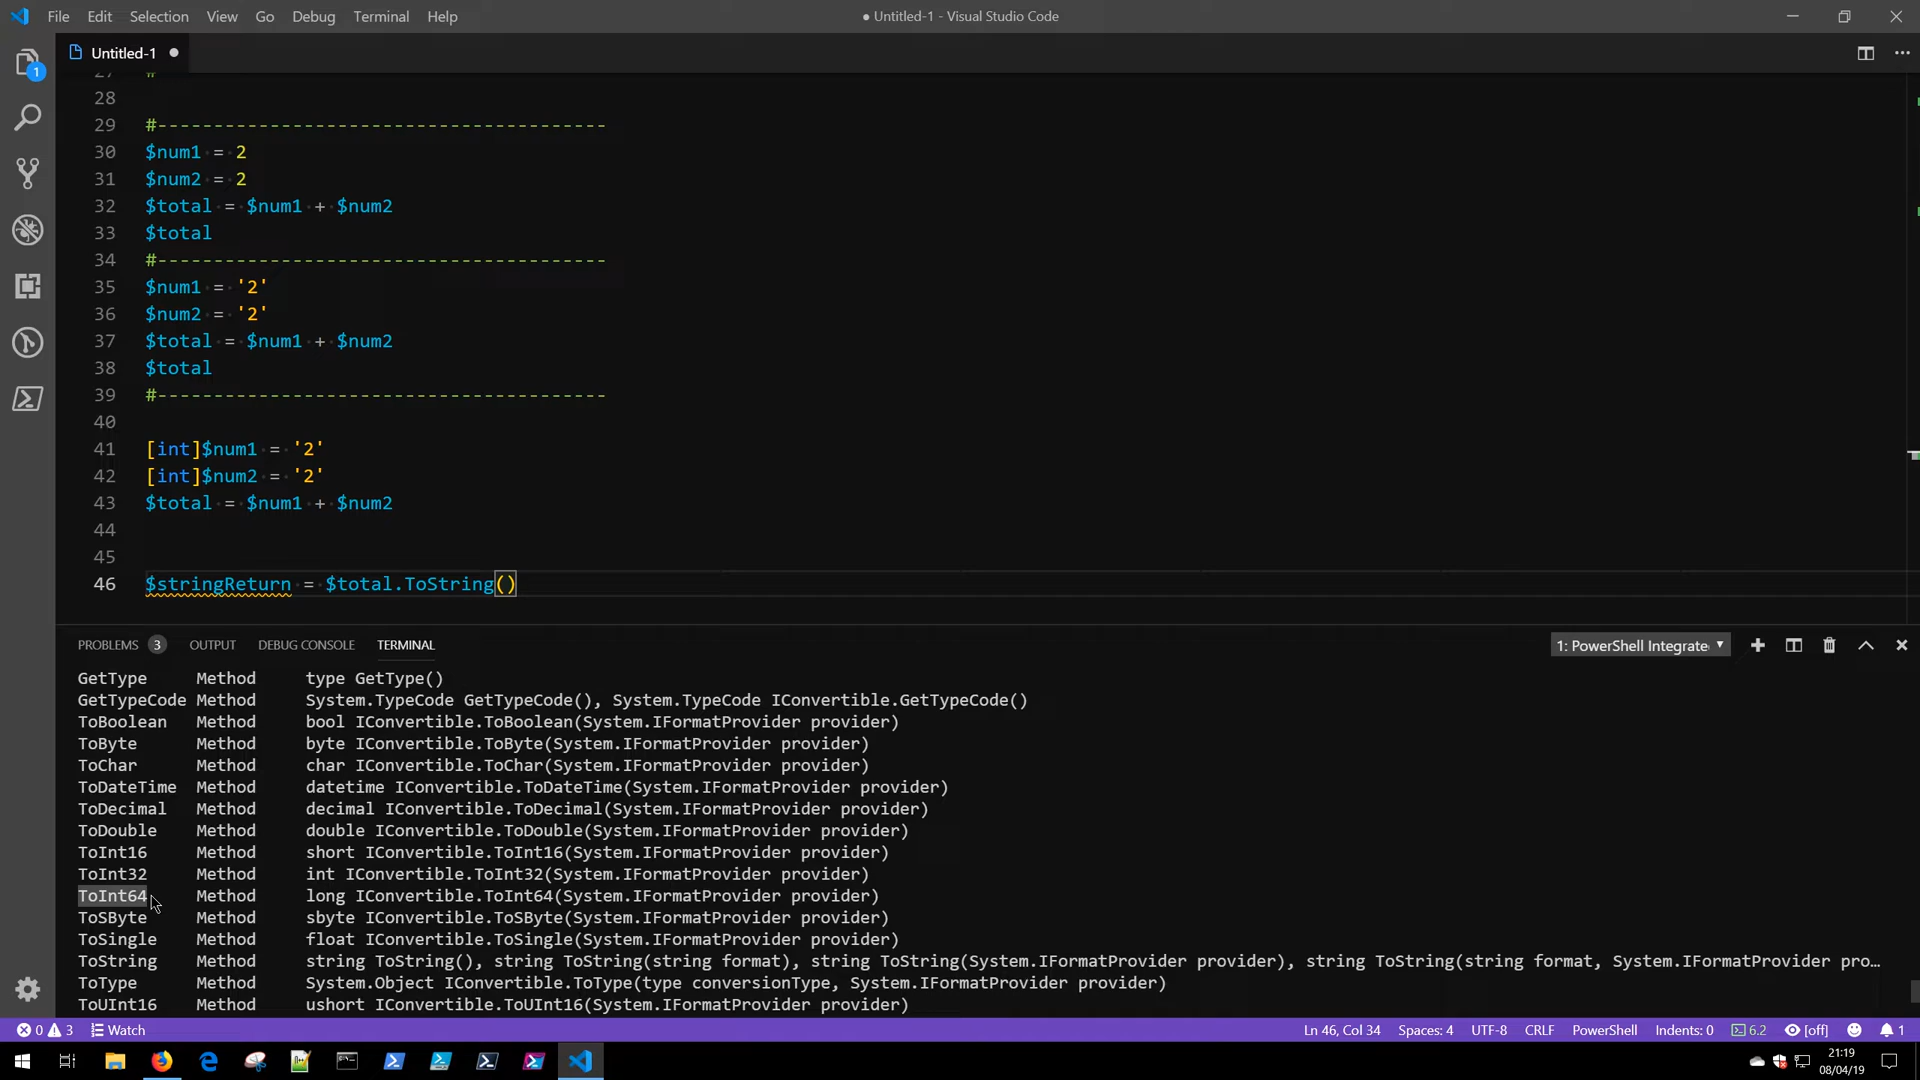 File Edit Selection View Go Debug Terminal Help
● Untitled-1 - Visual Studio Code
Untitled-1 ●
1
27 #
28
29 #----------------------------------------
30 $num1 = 2
31 $num2 = 2
32 $total = $num1 + $num2
33 $total
34 #----------------------------------------
35 $num1 = '2'
36 $num2 = '2'
37 $total = $num1 + $num2
38 $total
39 #----------------------------------------
40
41 [int]$num1 = '2'
42 [int]$num2 = '2'
43 $total = $num1 + $num2
44
45
46 $stringReturn = $total.ToString()
PROBLEMS 3 OUTPUT DEBUG CONSOLE TERMINAL 1: PowerShell Integrate
GetType Method type GetType()
GetTypeCode Method System.TypeCode GetTypeCode(), System.TypeCode IConvertible.GetTypeCode()
ToBoolean Method bool IConvertible.ToBoolean(System.IFormatProvider provider)
ToByte Method byte IConvertible.ToByte(System.IFormatProvider provider)
ToChar Method char IConvertible.ToChar(System.IFormatProvider provider)
ToDateTime Method datetime IConvertible.ToDateTime(System.IFormatProvider provider)
ToDecimal Method decimal IConvertible.ToDecimal(System.IFormatProvider provider)
ToDouble Method double IConvertible.ToDouble(System.IFormatProvider provider)
ToInt16 Method short IConvertible.ToInt16(System.IFormatProvider provider)
ToInt32 Method int IConvertible.ToInt32(System.IFormatProvider provider)
ToInt64 Method long IConvertible.ToInt64(System.IFormatProvider provider)
ToSByte Method sbyte IConvertible.ToSByte(System.IFormatProvider provider)
ToSingle Method float IConvertible.ToSingle(System.IFormatProvider provider)
ToString Method string ToString(), string ToString(string format), string ToString(System.IFormatProvider provider), string ToString(string format, System.IFormatProvider pro…
ToType Method System.Object IConvertible.ToType(type conversionType, System.IFormatProvider provider)
ToUInt16 Method ushort IConvertible.ToUInt16(System.IFormatProvider provider)
0 3 Watch Ln 46, Col 34 Spaces: 4 UTF-8 CRLF PowerShell Indents: 0 6.2 [off] 1
21:19
08/04/19